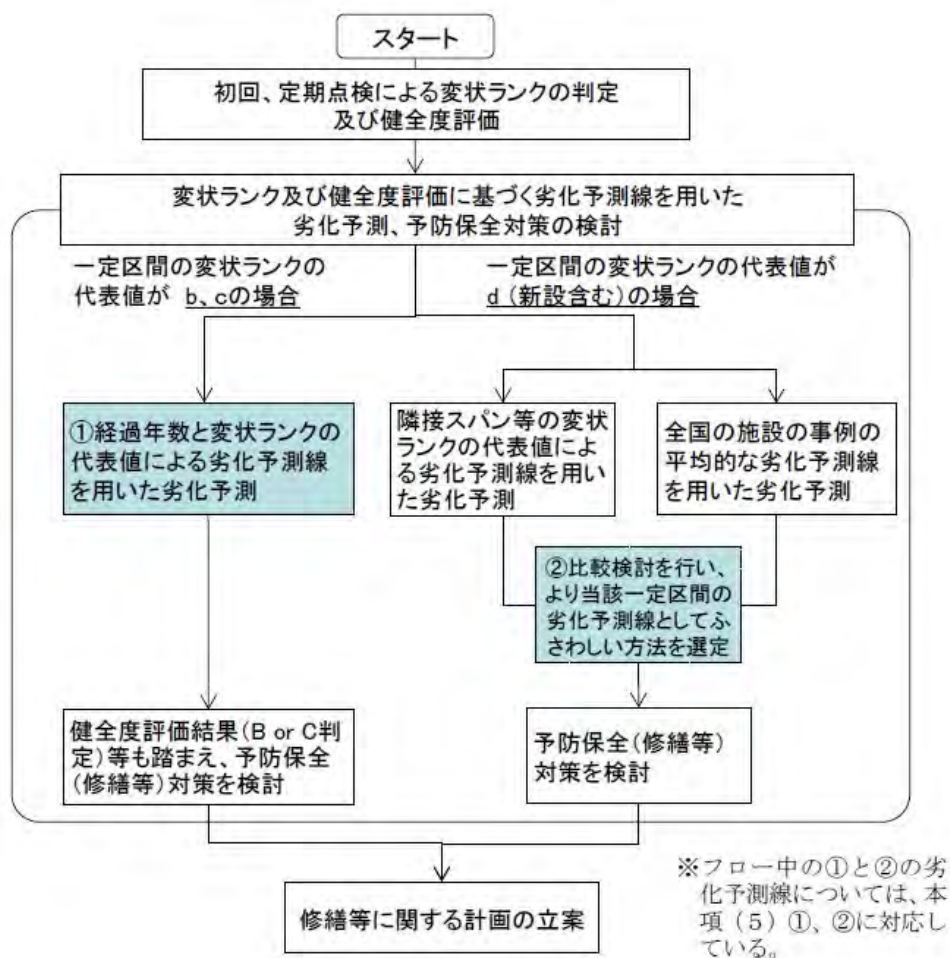 スタート
初回、定期点検による変状ランクの判定
及び健全度評価
変状ランク及び健全度評価に基づく劣化予測線を用いた
劣化予測、予防保全対策の検討
一定区間の変状ランクの
代表値が b、cの場合
一定区間の変状ランクの代表値が
d (新設含む)の場合
①経過年数と変状ランクの
代表値による劣化予測線
を用いた劣化予測
隣接スパン等の変状
ランクの代表値によ
る劣化予測線を用い
た劣化予測
全国の施設の事例の
平均的な劣化予測線
を用いた劣化予測
②比較検討を行い、
より当該一定区間の
劣化予測線としてふ
さわしい方法を選定
健全度評価結果(B or C判
定)等も踏まえ、予防保全
(修繕等)対策を検討
予防保全(修繕等)
対策を検討
修繕等に関する計画の立案
※フロー中の①と②の劣
化予測線については、本
項(5)①、②に対応し
ている。